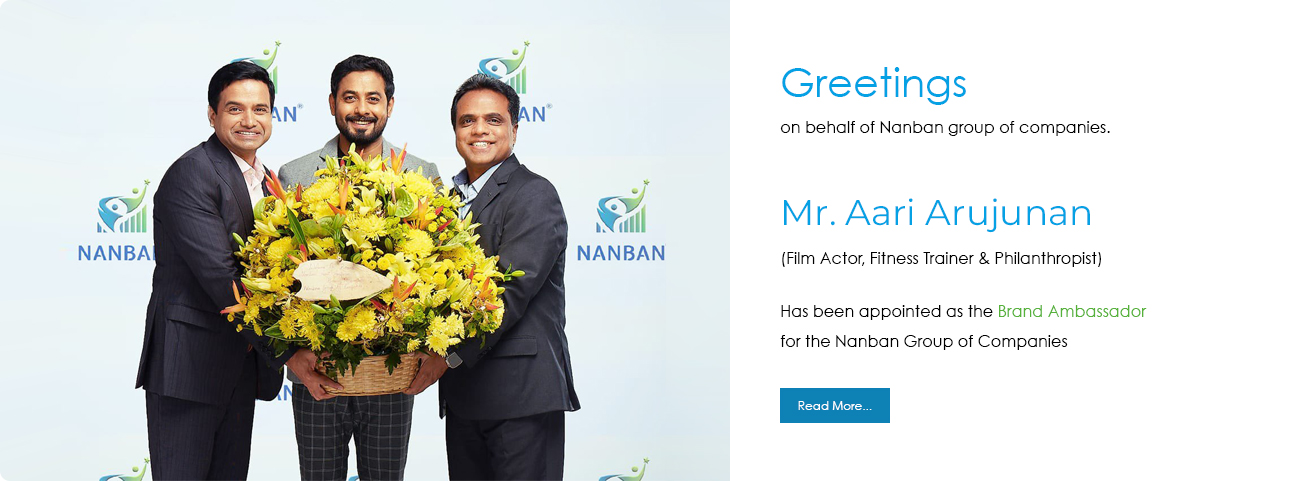 NANBAN®
NANBAN®
NANBAN
NANBAN
Greetings
on behalf of Nanban group of companies.
Mr. Aari Arujunan
(Film Actor, Fitness Trainer & Philanthropist)
Has been appointed as the Brand Ambassador
for the Nanban Group of Companies
Read More...